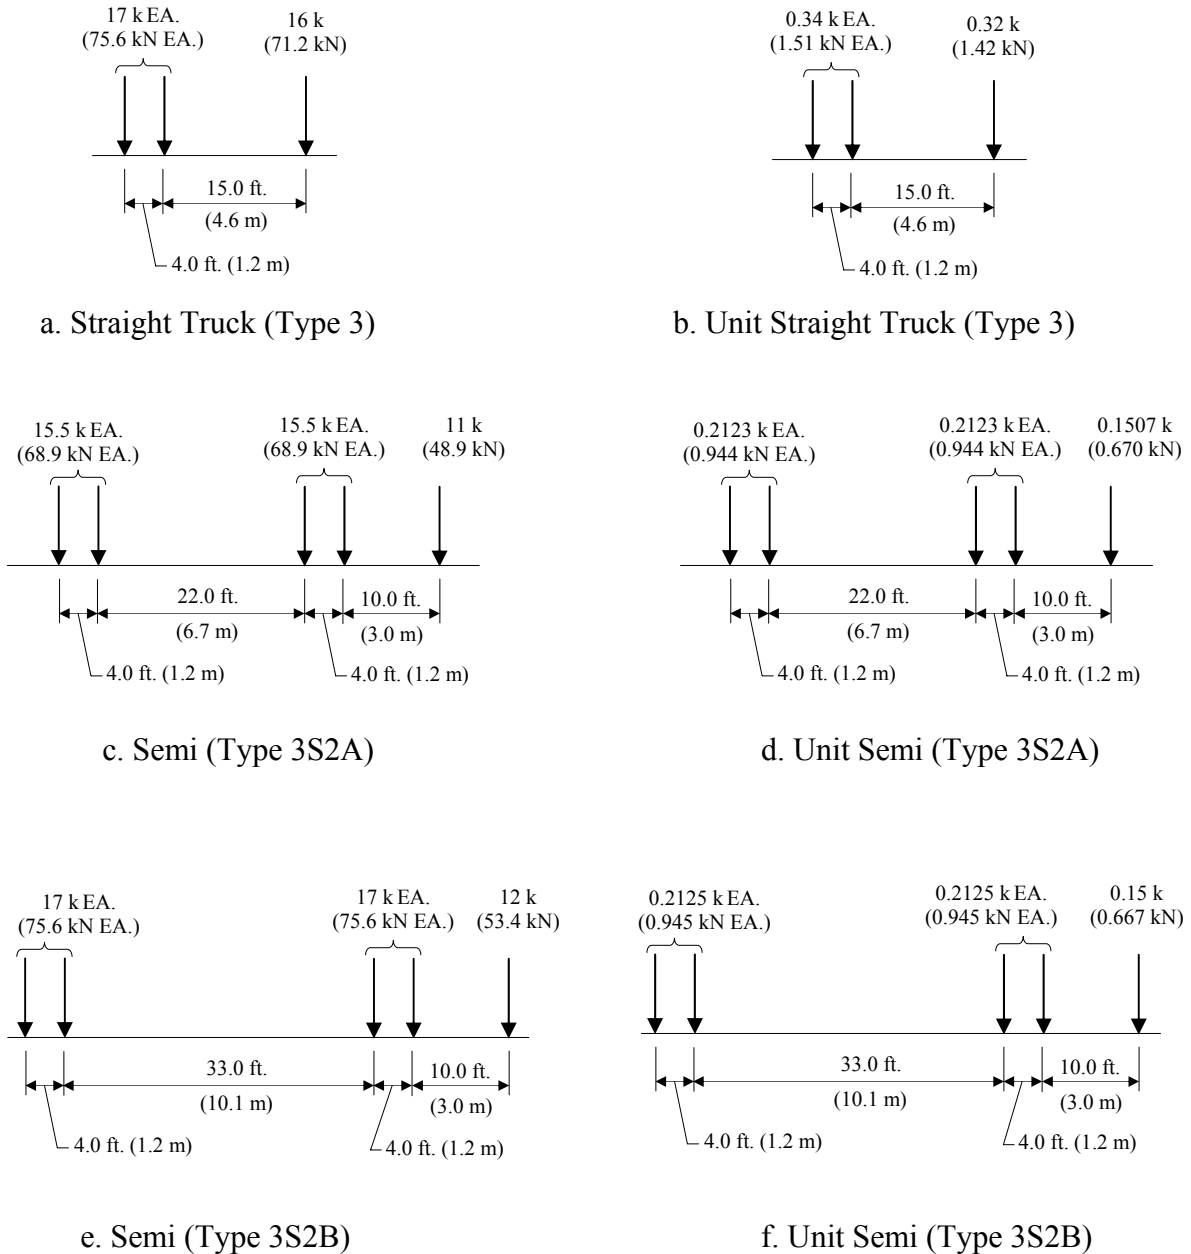 17 k EA.
(75.6 kN EA.)
16 k
(71.2 kN)
15.0 ft.
(4.6 m)
4.0 ft. (1.2 m)
a. Straight Truck (Type 3)
0.34 k EA.
(1.51 kN EA.)
0.32 k
(1.42 kN)
15.0 ft.
(4.6 m)
4.0 ft. (1.2 m)
b. Unit Straight Truck (Type 3)
15.5 k EA.
(68.9 kN EA.)
15.5 k EA.
(68.9 kN EA.)
11 k
(48.9 kN)
22.0 ft.
(6.7 m)
10.0 ft.
(3.0 m)
4.0 ft. (1.2 m)
4.0 ft. (1.2 m)
c. Semi (Type 3S2A)
0.2123 k EA.
(0.944 kN EA.)
0.2123 k EA.
(0.944 kN EA.)
0.1507 k
(0.670 kN)
22.0 ft.
(6.7 m)
10.0 ft.
(3.0 m)
4.0 ft. (1.2 m)
4.0 ft. (1.2 m)
d. Unit Semi (Type 3S2A)
17 k EA.
(75.6 kN EA.)
17 k EA.
(75.6 kN EA.)
12 k
(53.4 kN)
33.0 ft.
(10.1 m)
10.0 ft.
(3.0 m)
4.0 ft. (1.2 m)
4.0 ft. (1.2 m)
e. Semi (Type 3S2B)
0.2125 k EA.
(0.945 kN EA.)
0.2125 k EA.
(0.945 kN EA.)
0.15 k
(0.667 kN)
33.0 ft.
(10.1 m)
10.0 ft.
(3.0 m)
4.0 ft. (1.2 m)
4.0 ft. (1.2 m)
f. Unit Semi (Type 3S2B)